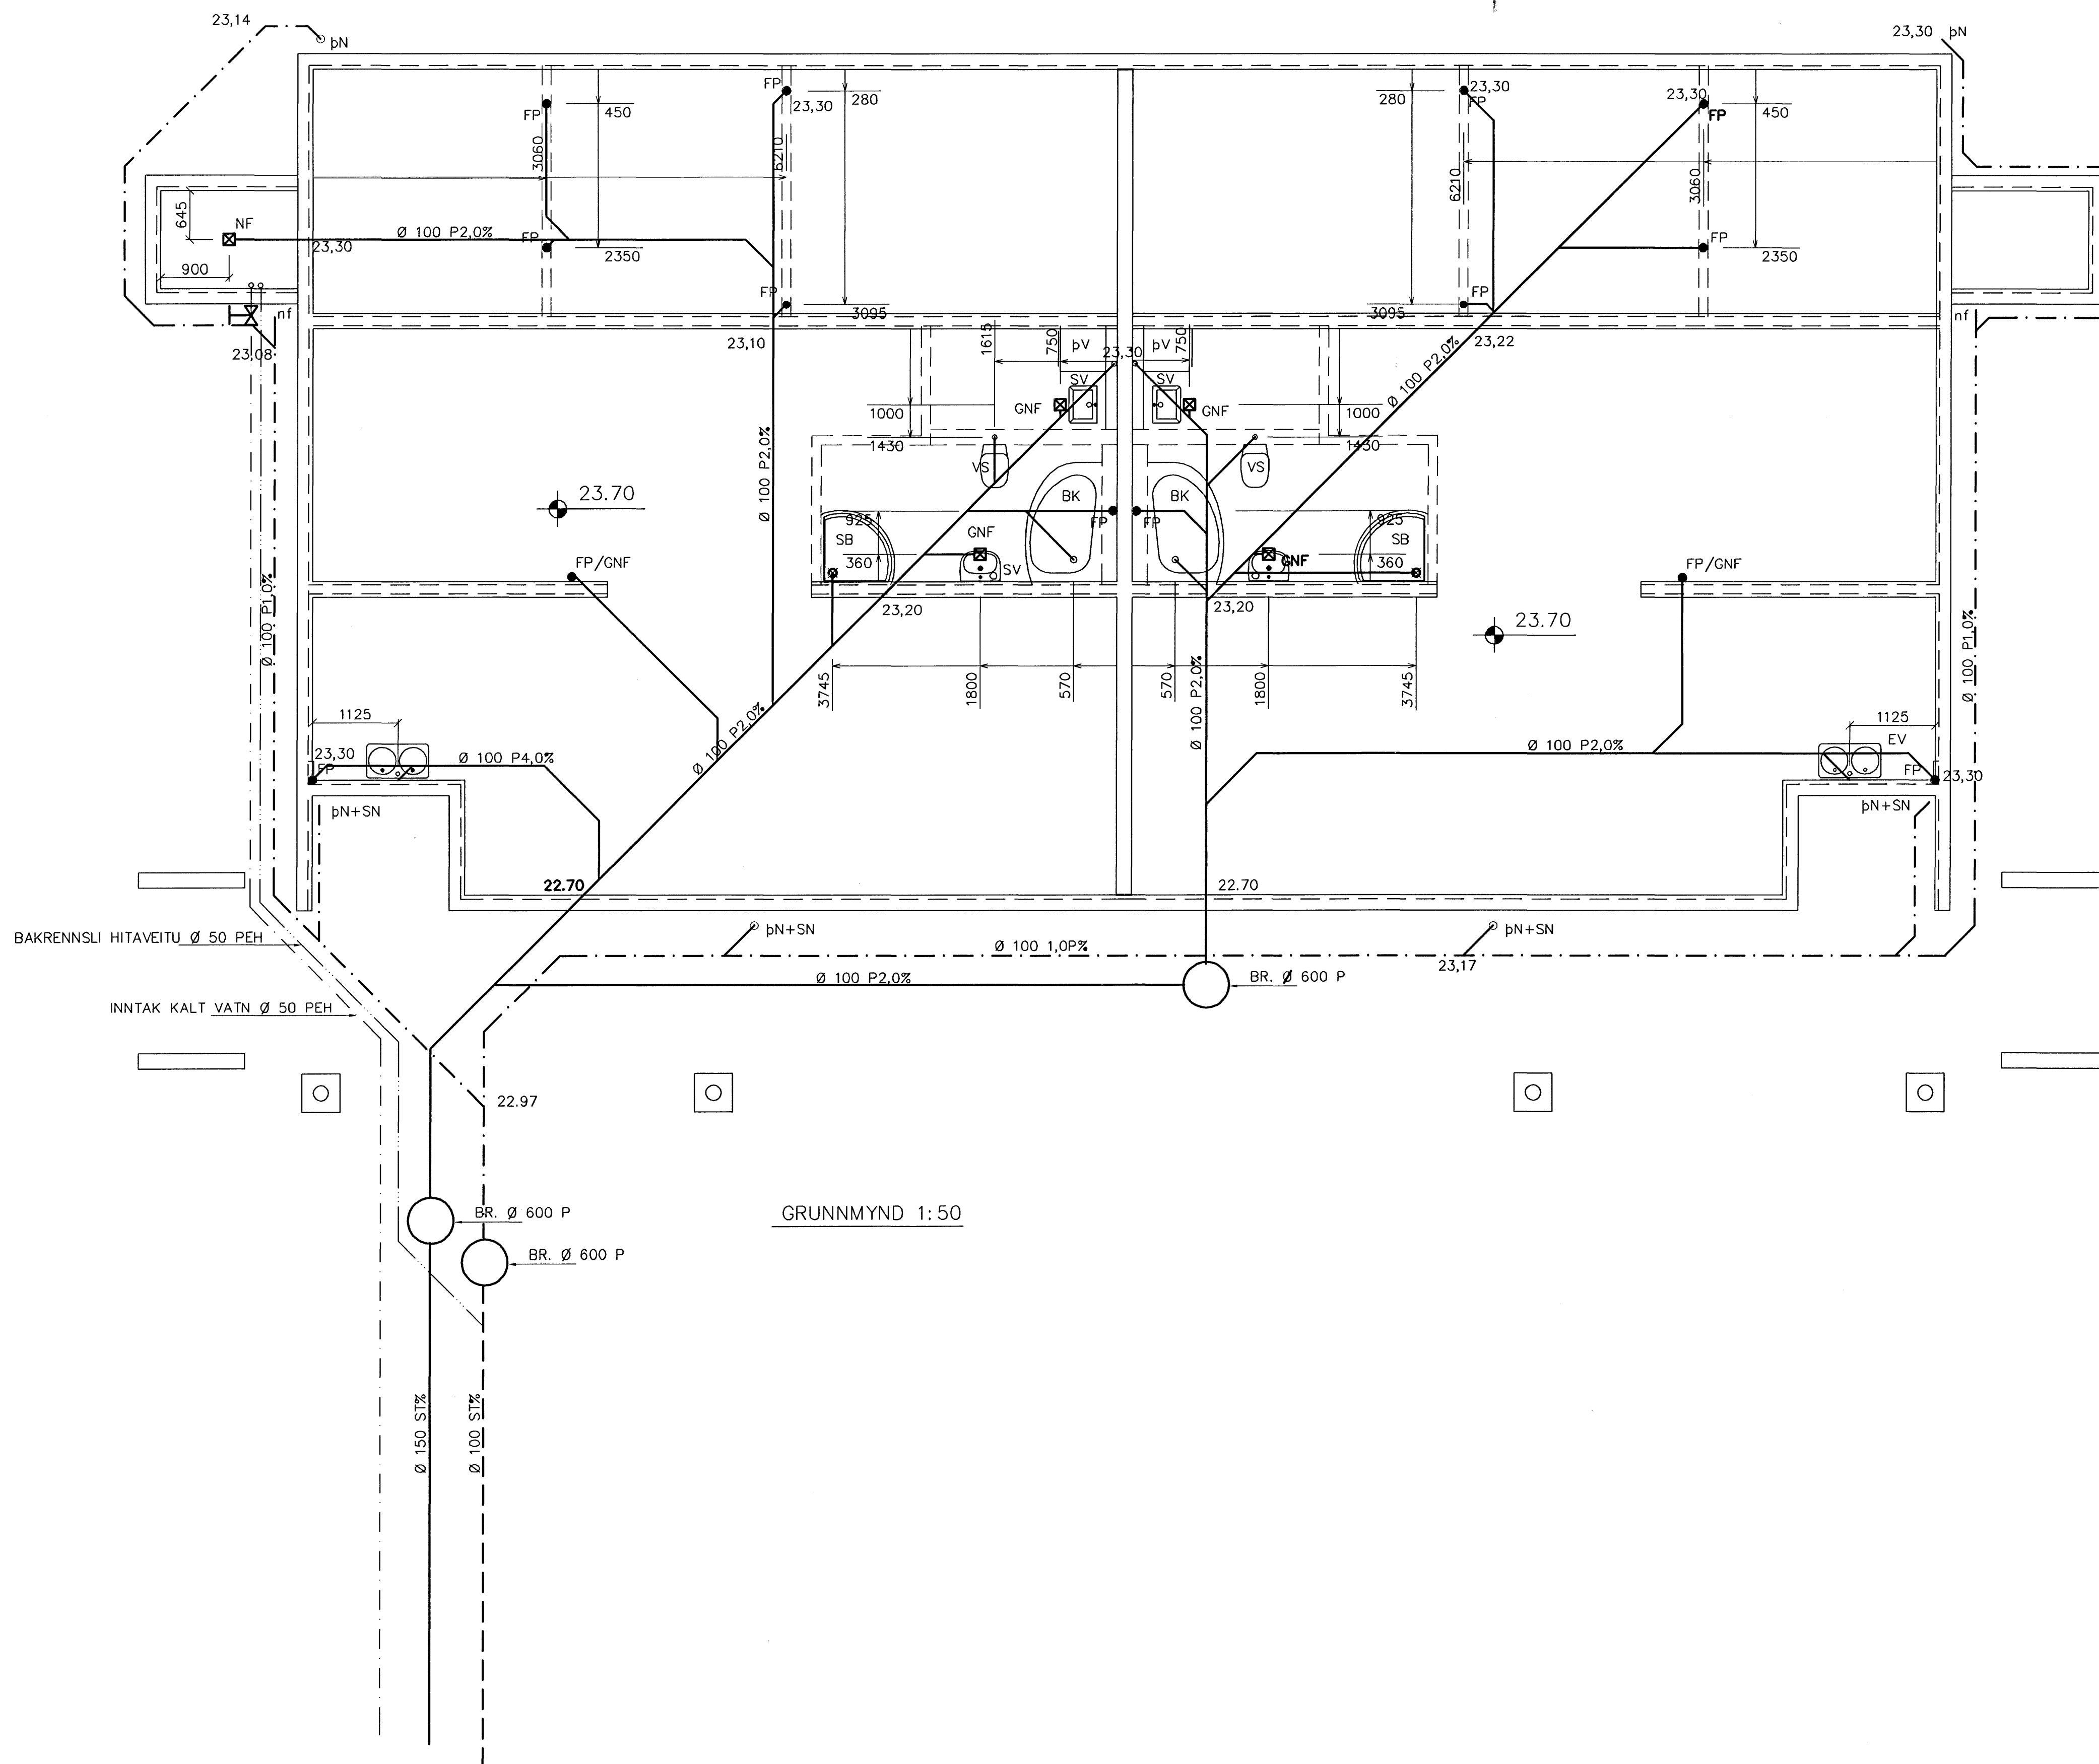 23,14
þN
23,30 þN
FP
23,30
280
280
23,30
FP
23,30
FP
450
FP
450
3060
6210
6210
3060
645
NF
Ø 100 P2,0%
23,30
FP
2350
FP
2350
900
FP
3095
3095
FP
nf
nf
23,08
23,10
1615
750
þV
23,30
þV
750
23,22
SV
SV
GNF
GNF
1000
1000
1430
1430
Ø 100 P2,0%
Ø 100 P2,0%
VS
VS
23.70
BK
BK
925
FP
FP
925
SB
GNF
GNF
SB
360
SV
360
FP/GNF
FP/GNF
23,20
23,20
23.70
Ø 100 P1,0%
Ø 100 P1,0%
3745
1800
570
570
1800
3745
Ø 100 P2,0%
Ø 100 P2,0%
1125
1125
23,30
FP
Ø 100 P4,0%
Ø 100 P2,0%
EV
FP
23,30
þN+SN
þN+SN
22.70
22.70
BAKRENNSLI HITAVEITU Ø 50 PEH
þN+SN
þN+SN
Ø 100 1,0P%
23,17
Ø 100 P2,0%
BR. Ø 600 P
INNTAK KALT VATN Ø 50 PEH
22.97
BR. Ø 600 P
GRUNNMYND 1:50
BR. Ø 600 P
Ø 150 ST%
Ø 100 ST%